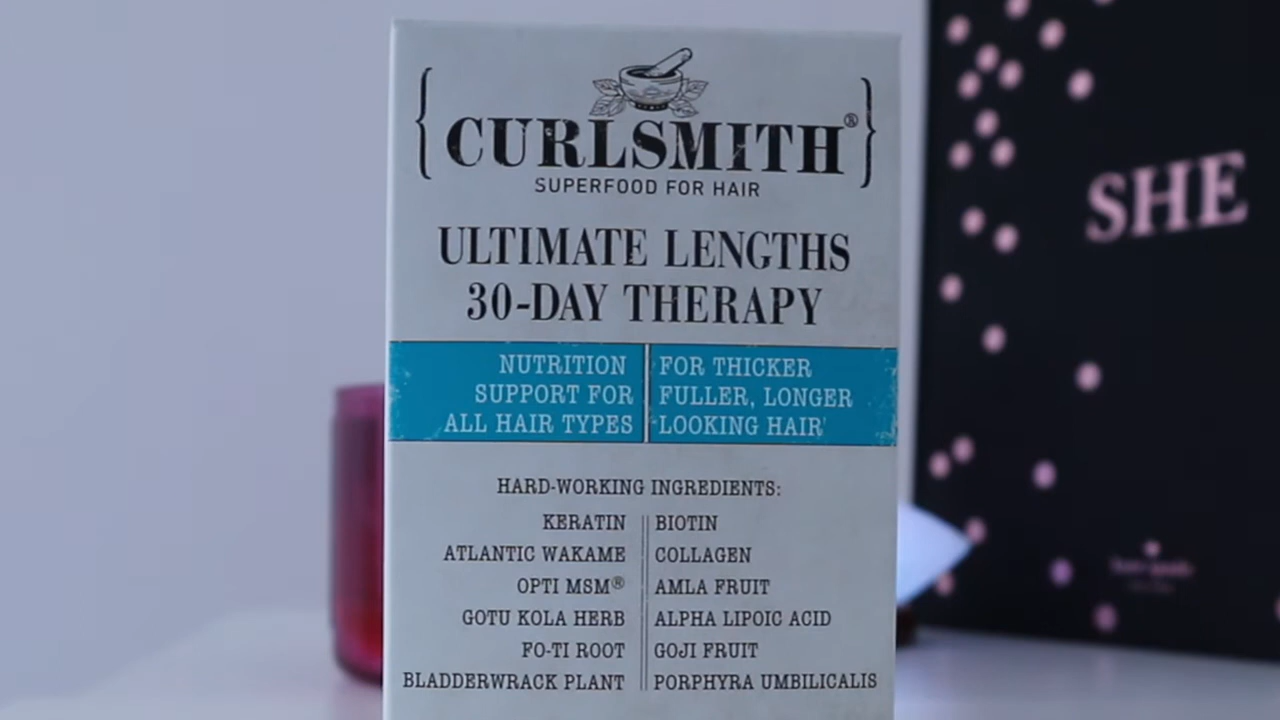 {CURLSMITH®}
SUPERFOOD FOR HAIR
ULTIMATE LENGTHS
30-DAY THERAPY
NUTRITION
SUPPORT FOR
ALL HAIR TYPES
FOR THICKER
FULLER, LONGER
LOOKING HAIR
HARD-WORKING INGREDIENTS:
KERATIN
ATLANTIC WAKAME
OPTI MSM®
GOTU KOLA HERB
FO-TI ROOT
BLADDERWRACK PLANT
BIOTIN
COLLAGEN
AMLA FRUIT
ALPHA LIPOIC ACID
GOJI FRUIT
PORPHYRA UMBILICALIS
SHE
kate spade